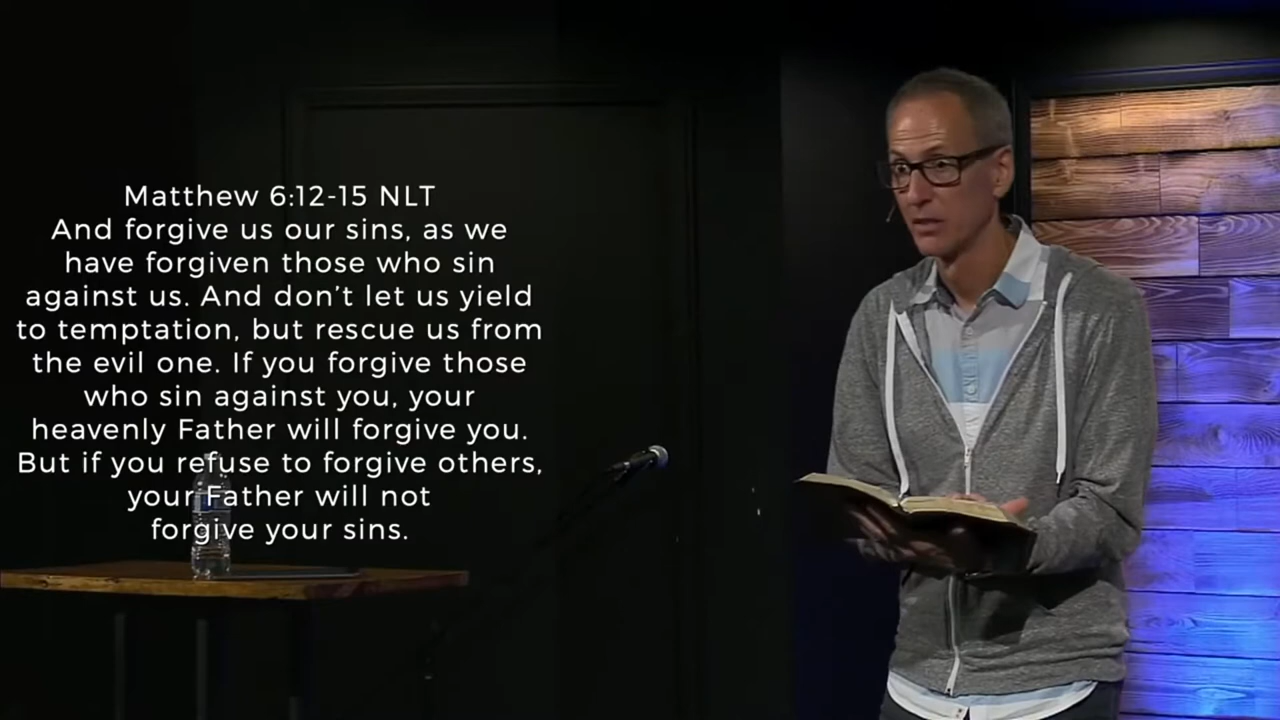 Matthew 6:12-15 NLT
And forgive us our sins, as we
have forgiven those who sin
against us. And don’t let us yield
to temptation, but rescue us from
the evil one. If you forgive those
who sin against you, your
heavenly Father will forgive you.
But if you refuse to forgive others,
your Father will not
forgive your sins.